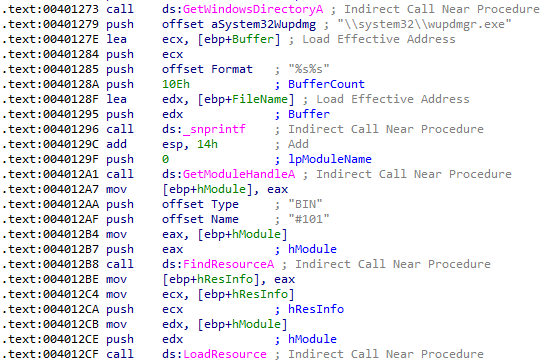 .text:00401273 call ds:GetWindowsDirectoryA ; Indirect Call Near Procedure
.text:00401279 push offset aSystem32Wupdmg ; "\\system32\\wupdmgr.exe"
.text:0040127E lea ecx, [ebp+Buffer] ; Load Effective Address
.text:00401284 push ecx
.text:00401285 push offset Format ; "%s%s"
.text:0040128A push 10Eh ; BufferCount
.text:0040128F lea edx, [ebp+FileName] ; Load Effective Address
.text:00401295 push edx ; Buffer
.text:00401296 call ds:_snprintf ; Indirect Call Near Procedure
.text:0040129C add esp, 14h ; Add
.text:0040129F push 0 ; lpModuleName
.text:004012A1 call ds:GetModuleHandleA ; Indirect Call Near Procedure
.text:004012A7 mov [ebp+hModule], eax
.text:004012AA push offset Type ; "BIN"
.text:004012AF push offset Name ; "#101"
.text:004012B4 mov eax, [ebp+hModule]
.text:004012B7 push eax ; hModule
.text:004012B8 call ds:FindResourceA ; Indirect Call Near Procedure
.text:004012BE mov [ebp+hResInfo], eax
.text:004012C4 mov ecx, [ebp+hResInfo]
.text:004012CA push ecx ; hResInfo
.text:004012CB mov edx, [ebp+hModule]
.text:004012CE push edx ; hModule
.text:004012CF call ds:LoadResource ; Indirect Call Near Procedure